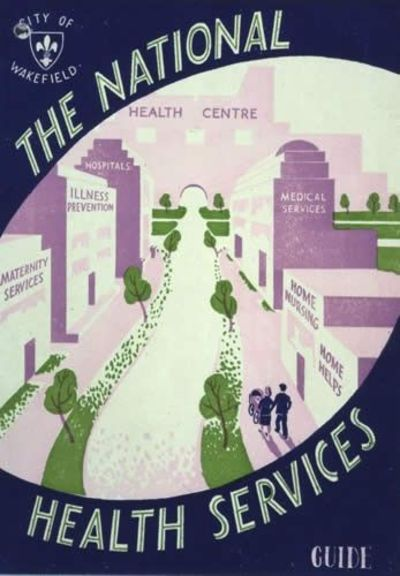 CITY OF
WAKEFIELD.
THE NATIONAL
HEALTH CENTRE
HOSPITALS
ILLNESS
PREVENTION
MEDICAL
SERVICES
MATERNITY
SERVICES
HOME
NURSING
HOME
HELPS
HEALTH SERVICES
GUIDE